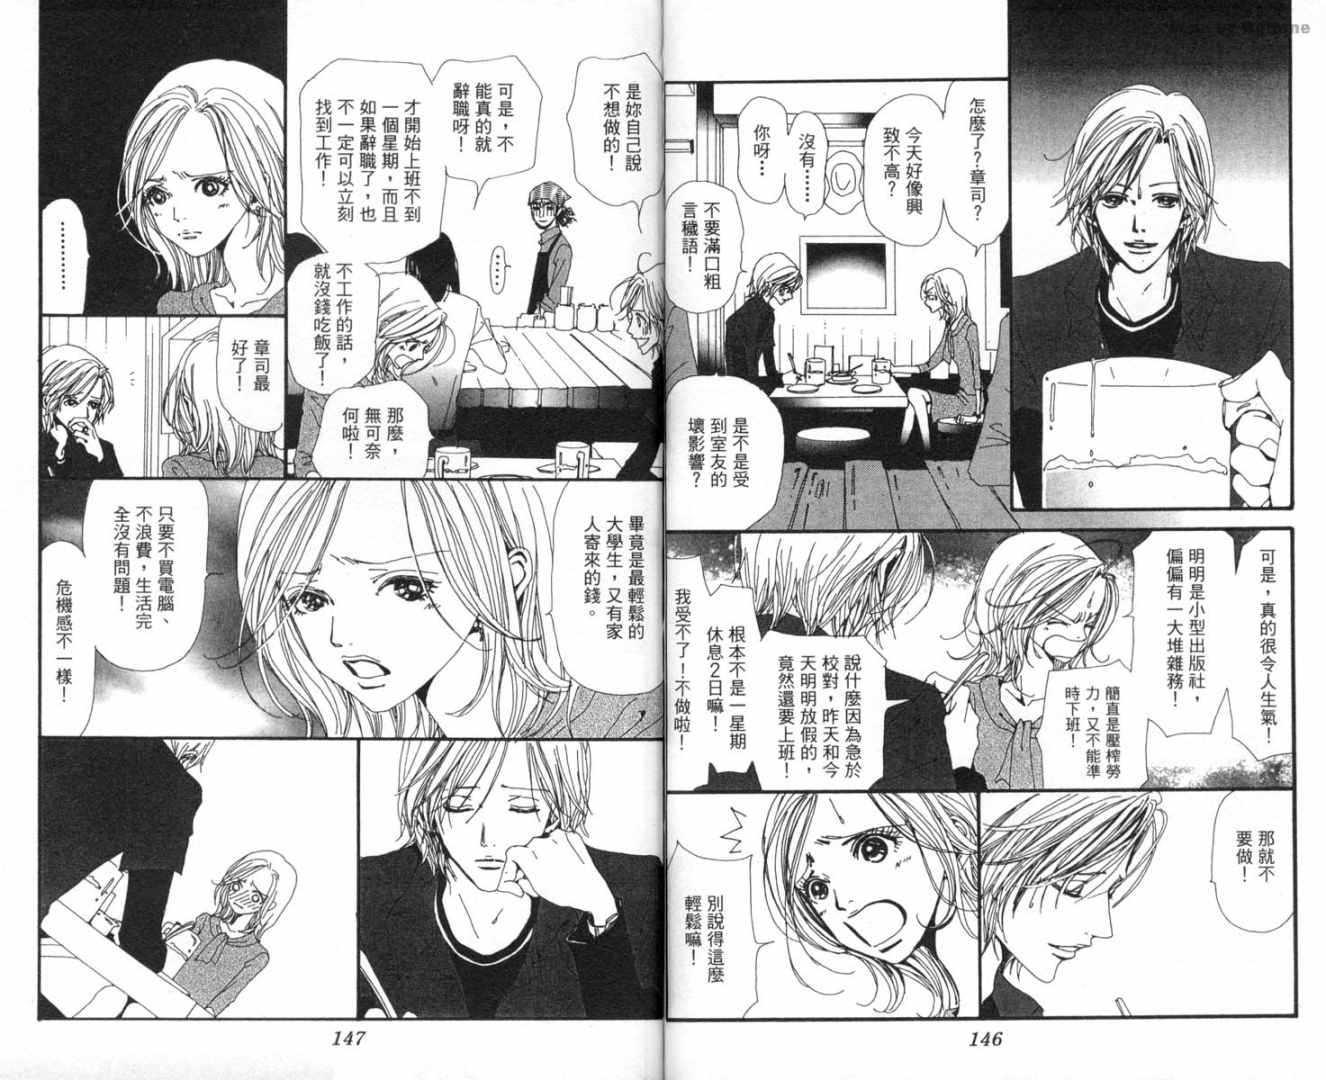 怎麼了？章司？
今天好像興
致不高？
沒有……
你呀…
不要滿口粗
言穢語！
是不是受
到室友的
壞影響？
可是，真的很令人生氣！
明明是小型出版社，
偏偏有一大堆雜務！
簡直是壓榨勞
力，又不能準
時下班！
說什麼因為急於
校對，昨天和今
天明明放假的，
竟然還要上班！
根本不是一星期
休息2日嘛！
我受不了！不做啦！
那就不
要做！
別說得這麼
輕鬆嘛！
146
是妳自己說
不想做的！
可是，不
能真的就
辭職呀！
才開始上班不到
一個星期，而且
如果辭職了，也
不一定可以立刻
找到工作！
……
不工作的話，
就沒錢吃飯了！
那麼，
無可奈
何啦！
…………
章司最
好了！
畢竟是最輕鬆的
大學生，又有家
人寄來的錢。
只要不買電腦、
不浪費，生活完
全沒有問題！
危機感不一樣！
147